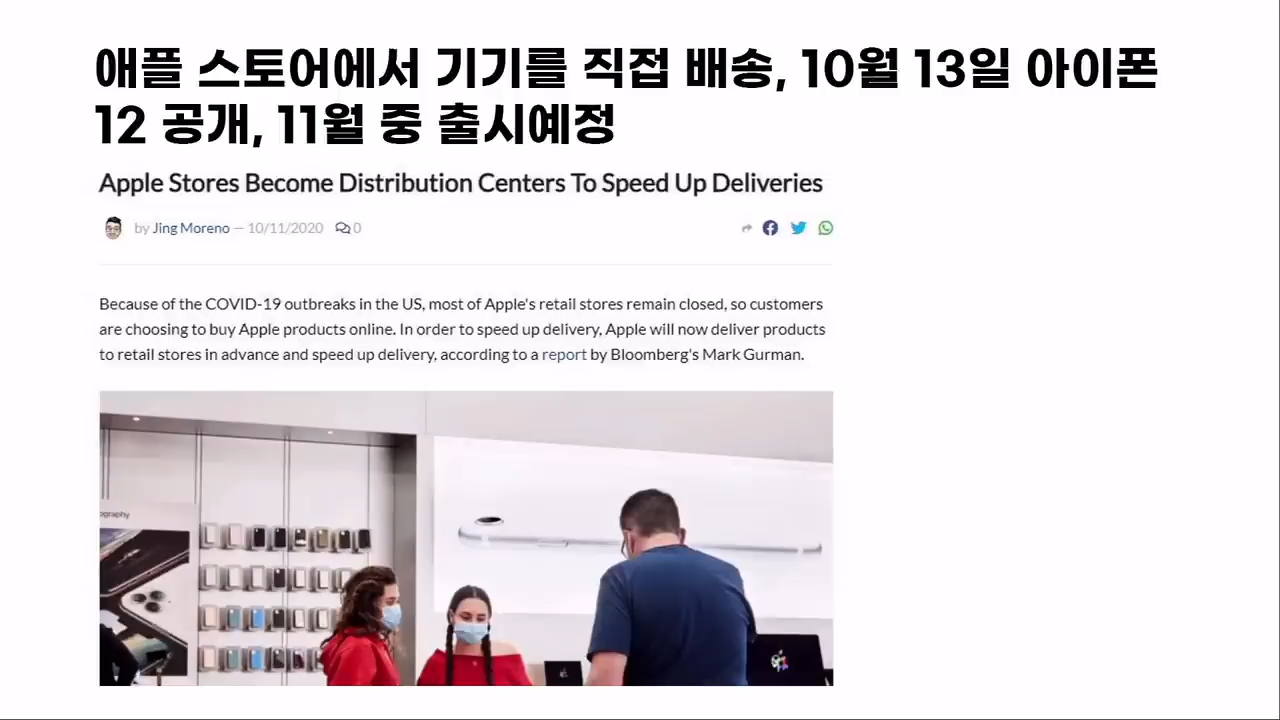 애플 스토어에서 기기를 직접 배송, 10월 13일 아이폰
12 공개, 11월 중 출시예정
Apple Stores Become Distribution Centers To Speed Up Deliveries
by Jing Moreno — 10/11/2020 0
Because of the COVID-19 outbreaks in the US, most of Apple's retail stores remain closed, so customers
are choosing to buy Apple products online. In order to speed up delivery, Apple will now deliver products
to retail stores in advance and speed up delivery, according to a report by Bloomberg's Mark Gurman.
ography